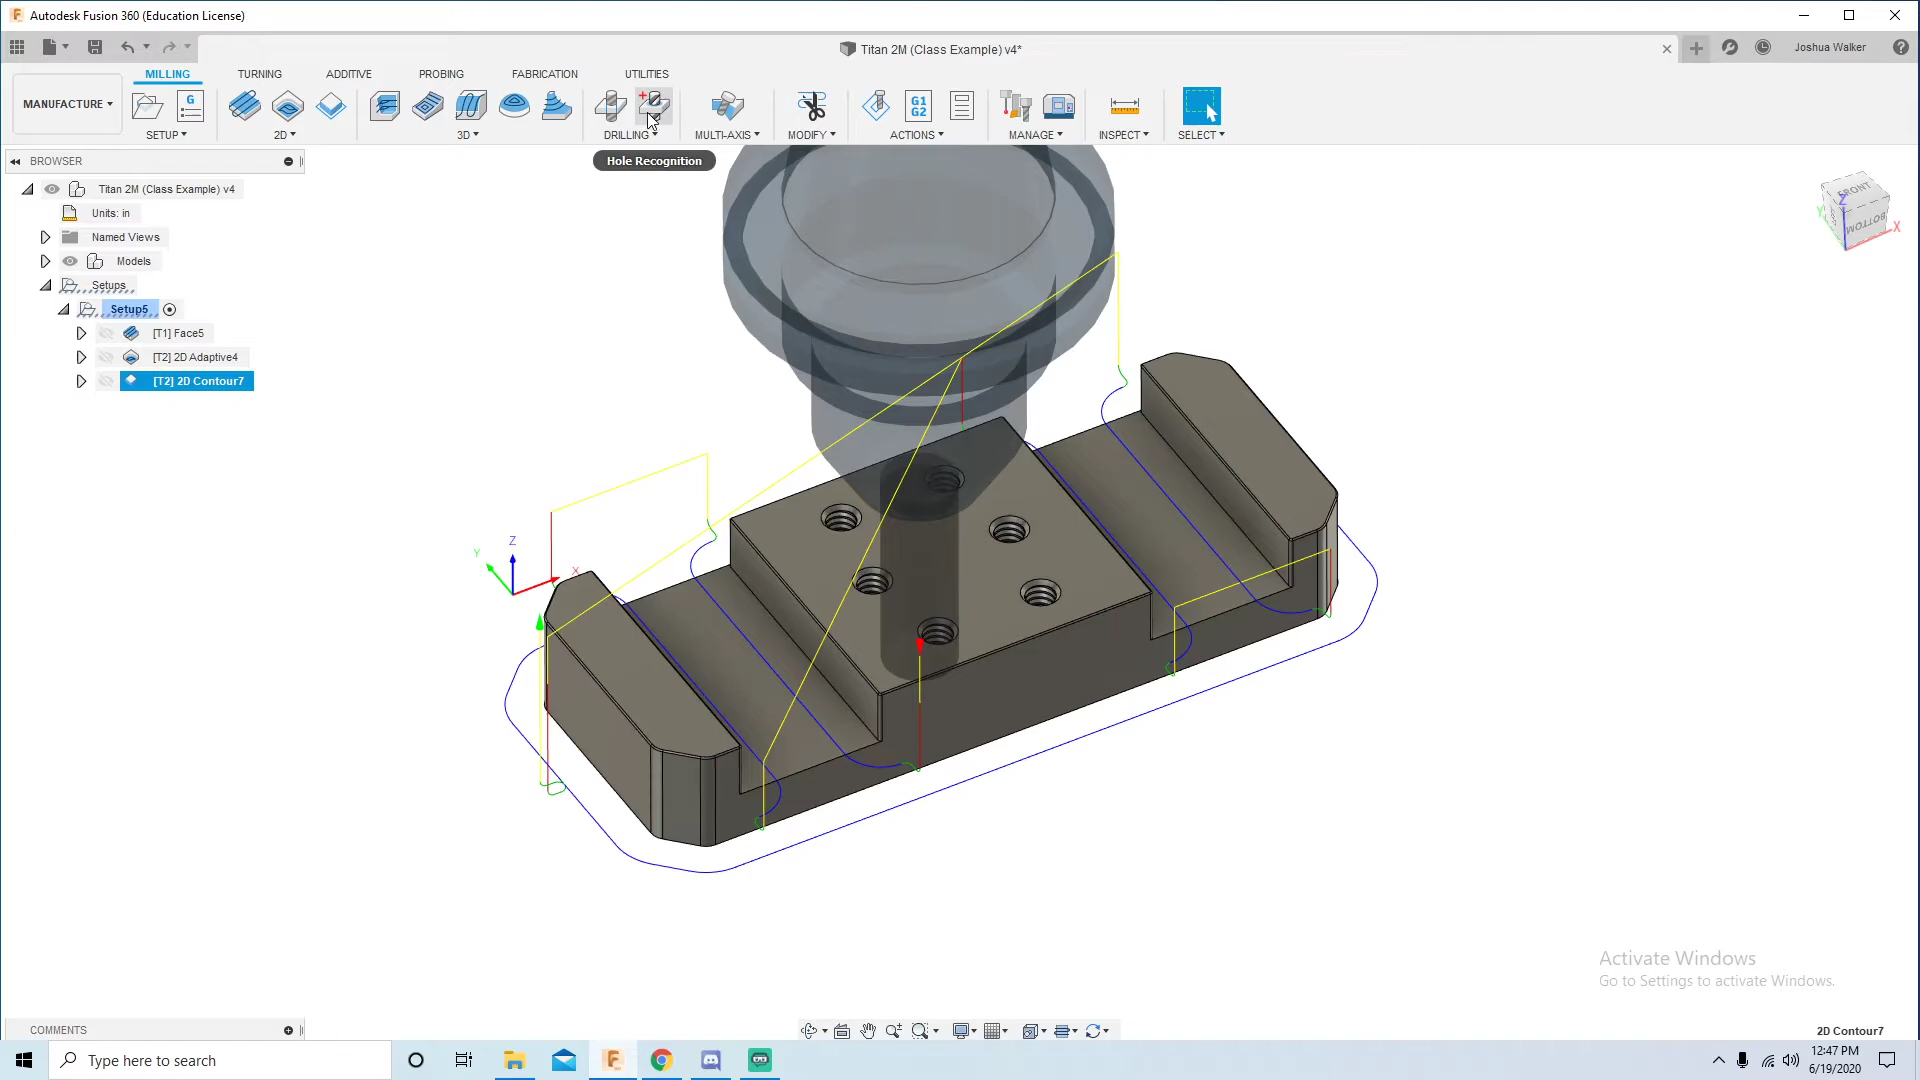 Autodesk Fusion 360 (Education License)
Titan 2M (Class Example) v4*
Joshua Walker
MILLING
TURNING
ADDITIVE
PROBING
FABRICATION
UTILITIES
MANUFACTURE
G
G1
G2
SETUP
2D
3D
DRILLING
MULTI-AXIS
MODIFY
ACTIONS
MANAGE
INSPECT
SELECT
Hole Recognition
BROWSER
Titan 2M (Class Example) v4
Units: in
Named Views
Models
Setups
Setup5
[T1] Face5
[T2] 2D Adaptive4
[T2] 2D Contour7
FRONT
BOTTOM
Z
Y
X
Z
Y
X
Activate Windows
Go to Settings to activate Windows.
COMMENTS
2D Contour7
Type here to search
12:47 PM
6/19/2020